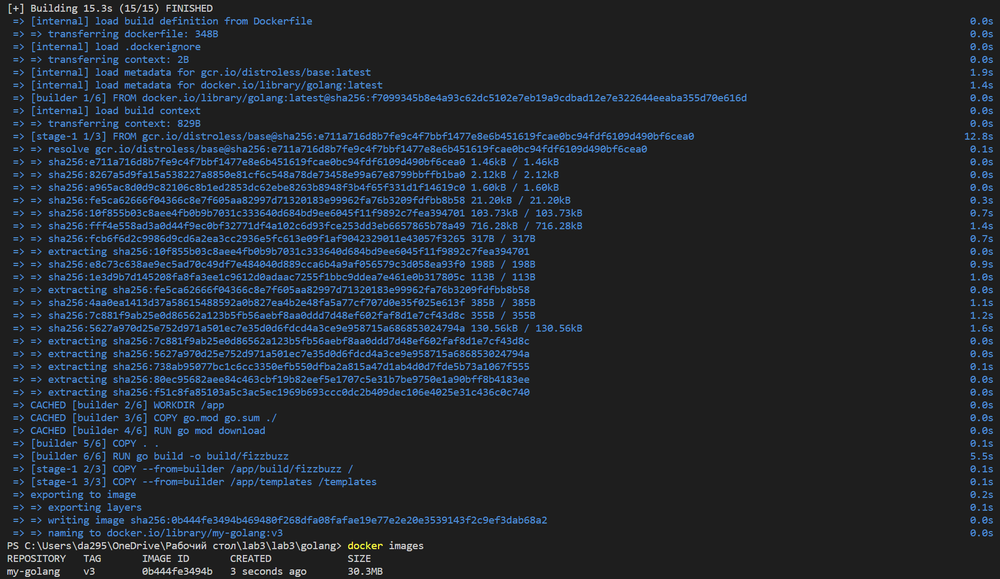 [+] Building 15.3s (15/15) FINISHED
=> [internal] load build definition from Dockerfile 0.0s
=> => transferring dockerfile: 348B 0.0s
=> [internal] load .dockerignore 0.0s
=> => transferring context: 2B 0.0s
=> [internal] load metadata for gcr.io/distroless/base:latest 1.9s
=> [internal] load metadata for docker.io/library/golang:latest 1.4s
=> [builder 1/6] FROM docker.io/library/golang:latest@sha256:f7099345b8e4a93c62dc5102e7eb19a9cdbad12e7e322644eeaba355d70e616d 0.0s
=> [internal] load build context 0.0s
=> => transferring context: 829B 0.0s
=> [stage-1 1/3] FROM gcr.io/distroless/base@sha256:e711a716d8b7fe9c4f7bbf1477e8e6b451619fcae0bc94fdf6109d490bf6cea0 12.8s
=> => resolve gcr.io/distroless/base@sha256:e711a716d8b7fe9c4f7bbf1477e8e6b451619fcae0bc94fdf6109d490bf6cea0 0.1s
=> => sha256:e711a716d8b7fe9c4f7bbf1477e8e6b451619fcae0bc94fdf6109d490bf6cea0 1.46kB / 1.46kB 0.0s
=> => sha256:8267a5d9fa15a538227a8850e81cf6c548a78de73458e99a67e8799bbffb1ba0 2.12kB / 2.12kB 0.0s
=> => sha256:a965ac8d0d9c82106c8b1ed2853dc62ebe8263b8948f3b4f65f331d1f14619c0 1.60kB / 1.60kB 0.0s
=> => sha256:fe5ca62666f04366c8e7f605aa82997d71320183e99962fa76b3209fdfbb8b58 21.20kB / 21.20kB 0.3s
=> => sha256:10f855b03c8aee4fb0b9b7031c333640d684bd9ee6045f11f9892c7fea394701 103.73kB / 103.73kB 0.7s
=> => sha256:fff4e558ad3a0d44f9ec0bf32771df4a102c6d93fce253dd3eb6657865b78a49 716.28kB / 716.28kB 1.4s
=> => sha256:fcb6f6d2c9986d9cd6a2ea3cc2936e5fc613e09f1af9042329011e43057f3265 317B / 317B 0.7s
=> => extracting sha256:10f855b03c8aee4fb0b9b7031c333640d684bd9ee6045f11f9892c7fea394701 0.0s
=> => sha256:e8c73c638ae9ec5ad70c49df7e484040d889cca6b4a9af056579c3d058ea93f0 198B / 198B 0.9s
=> => sha256:1e3d9b7d145208fa8fa3ee1c9612d0adaac7255f1bbc9ddea7e461e0b317805c 113B / 113B 1.0s
=> => extracting sha256:fe5ca62666f04366c8e7f605aa82997d71320183e99962fa76b3209fdfbb8b58 0.0s
=> => sha256:4aa0ea1413d37a58615488592a0b827ea4b2e48fa5a77cf707d0e35f025e613f 385B / 385B 1.1s
=> => sha256:7c881f9ab25e0d86562a123b5fb56aebf8aa0ddd7d48ef602faf8d1e7cf43d8c 355B / 355B 1.2s
=> => sha256:5627a970d25e752d971a501ec7e35d0d6fdcd4a3ce9e958715a686853024794a 130.56kB / 130.56kB 1.6s
=> => extracting sha256:7c881f9ab25e0d86562a123b5fb56aebf8aa0ddd7d48ef602faf8d1e7cf43d8c 0.0s
=> => extracting sha256:5627a970d25e752d971a501ec7e35d0d6fdcd4a3ce9e958715a686853024794a 0.0s
=> => extracting sha256:738ab95077bc1c6cc3350efb550dfba2a815a47d1ab4d0d7fde5b73a1067f555 0.1s
=> => extracting sha256:80ec95682aee84c463cbf19b82eef5e1707c5e31b7be9750e1a90bff8b4183ee 0.0s
=> => extracting sha256:f51c8fa85103a5c3ac5ec1969b693ccc0dc2b409dec106e4025e31c436c0c740 0.0s
=> CACHED [builder 2/6] WORKDIR /app 0.0s
=> CACHED [builder 3/6] COPY go.mod go.sum ./ 0.0s
=> CACHED [builder 4/6] RUN go mod download 0.0s
=> [builder 5/6] COPY . . 0.1s
=> [builder 6/6] RUN go build -o build/fizzbuzz 5.5s
=> [stage-1 2/3] COPY --from=builder /app/build/fizzbuzz / 0.1s
=> [stage-1 3/3] COPY --from=builder /app/templates /templates 0.1s
=> exporting to image 0.2s
=> => exporting layers 0.1s
=> => writing image sha256:0b444fe3494b469480f268dfa08fafae19e77e2e20e3539143f2c9ef3dab68a2 0.0s
=> => naming to docker.io/library/my-golang:v3 0.0s
PS C:\Users\da295\OneDrive\Рабочий стол\lab3\lab3\golang> docker images
REPOSITORY TAG IMAGE ID CREATED SIZE
my-golang v3 0b444fe3494b 3 seconds ago 30.3MB